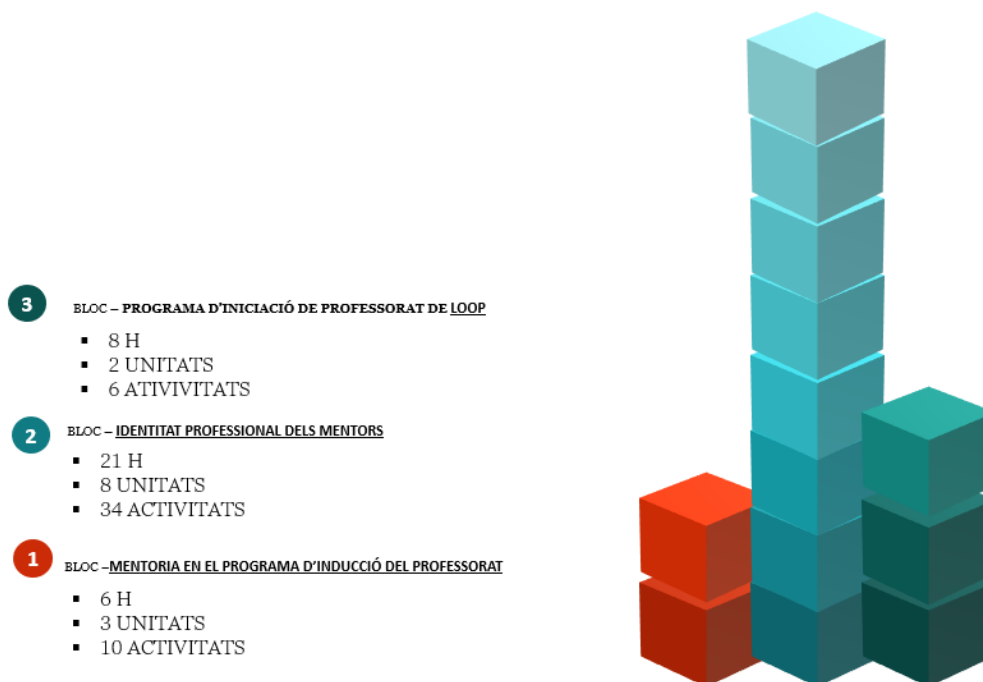 3
BLOC – PROGRAMA D'INICIACIÓ DE PROFESSORAT DE LOOP
▪ 8 H
▪ 2 UNITATS
▪ 6 ATIVIVITATS
2
BLOC – IDENTITAT PROFESSIONAL DELS MENTORS
▪ 21 H
▪ 8 UNITATS
▪ 34 ACTIVITATS
1
BLOC –MENTORIA EN EL PROGRAMA D'INDUCCIÓ DEL PROFESSORAT
▪ 6 H
▪ 3 UNITATS
▪ 10 ACTIVITATS